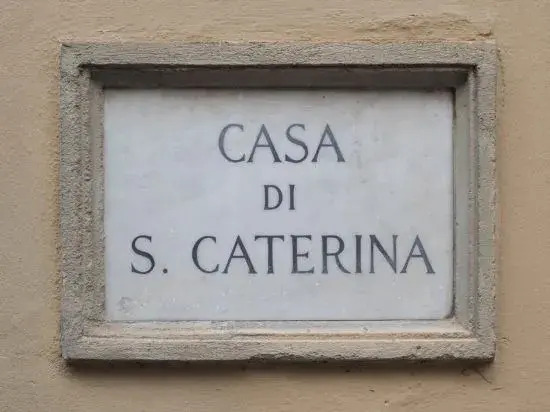 CASA
DI
S. CATERINA